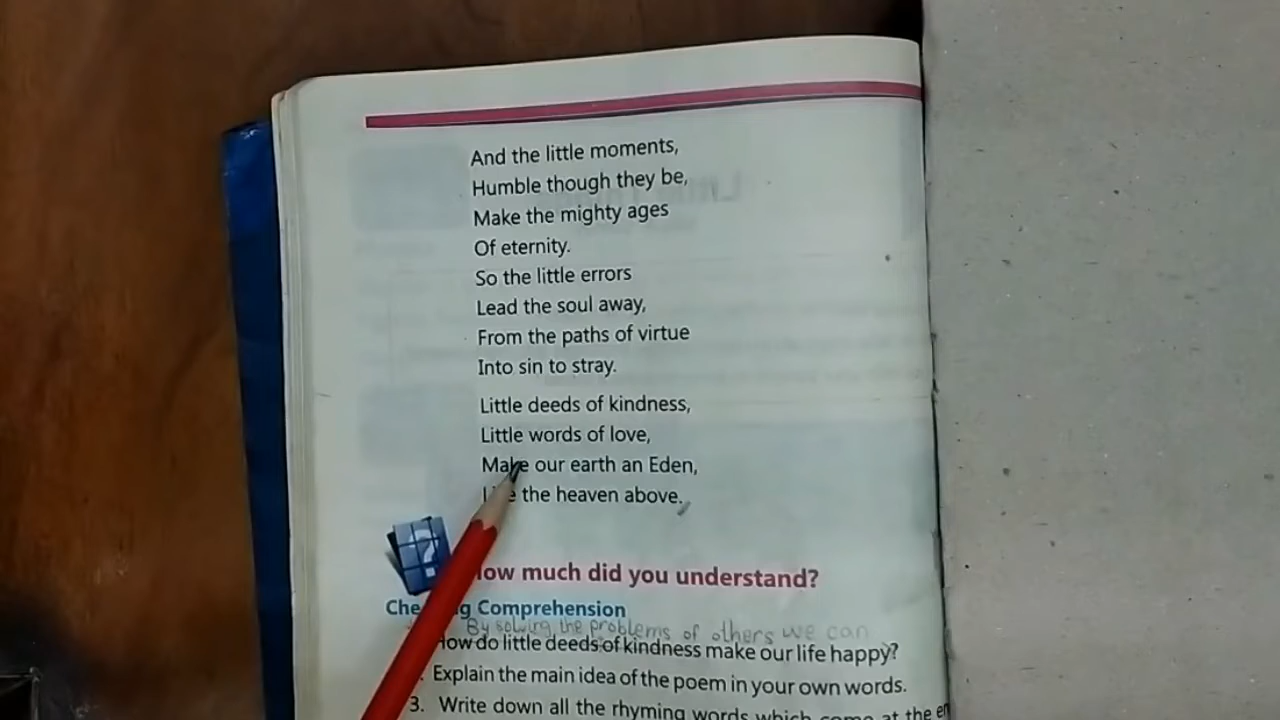 And the little moments,
Humble though they be,
Make the mighty ages
Of eternity.
So the little errors
Lead the soul away,
From the paths of virtue
Into sin to stray.
Little deeds of kindness,
Little words of love,
Make our earth an Eden,
the heaven above.
How much did you understand?
Comprehension
By solving the problems of others we can
How do little deeds of kindness make our life happy?
Explain the main idea of the poem in your own words.
3. Write down all the rhyming words which come at the